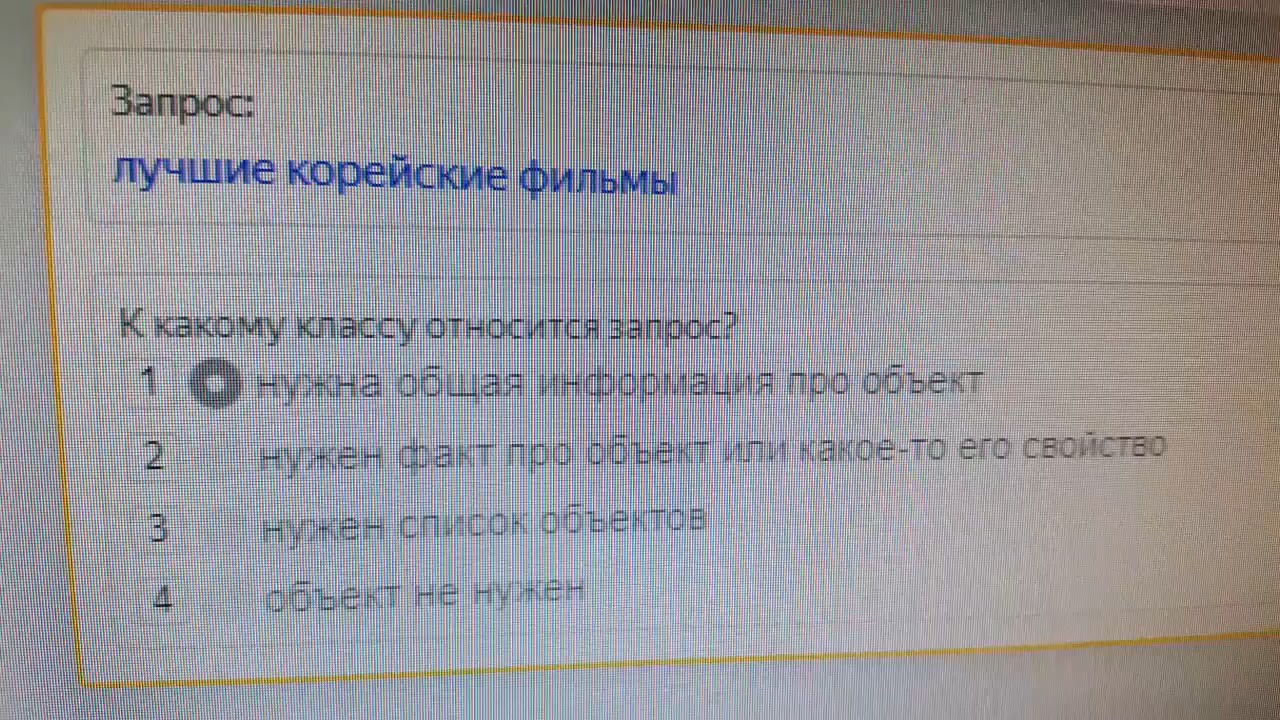 Запрос:
лучшие корейские фильмы
К какому классу относится запрос?
1 нужна общая информация про объект
2 нужен факт про объект или какое-то его свойство
3 нужен список объектов
4 объект не нужен